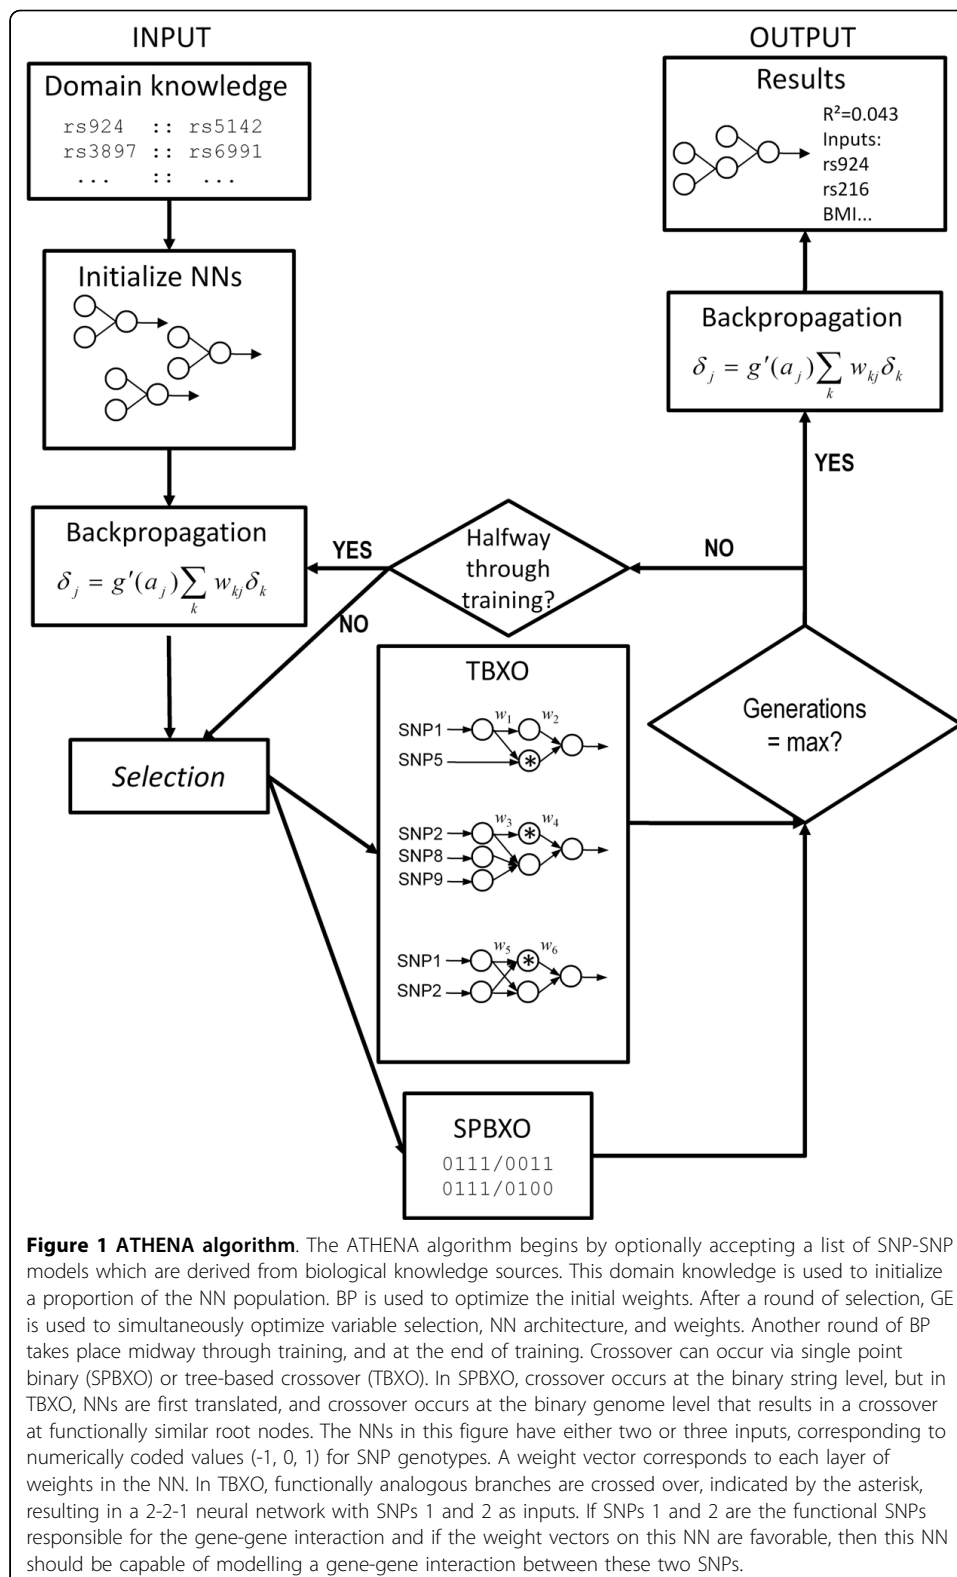 INPUT
Domain knowledge
rs924 :: rs5142
rs3897 :: rs6991
... :: ...
Initialize NNs
Backpropagation
δj = g′(aj)∑k wkjδk
Selection
YES
NO
Halfway
through
training?
NO
TBXO
w1 w2
SNP1
SNP5
*
w3 w4
SNP2
*
SNP8
SNP9
w5 w6
SNP1
*
SNP2
SPBXO
0111/0011
0111/0100
Generations
= max?
YES
Backpropagation
δj = g′(aj)∑k wkjδk
OUTPUT
Results
R²=0.043
Inputs:
rs924
rs216
BMI...
Figure 1 ATHENA algorithm. The ATHENA algorithm begins by optionally accepting a list of SNP-SNP
models which are derived from biological knowledge sources. This domain knowledge is used to initialize
a proportion of the NN population. BP is used to optimize the initial weights. After a round of selection, GE
is used to simultaneously optimize variable selection, NN architecture, and weights. Another round of BP
takes place midway through training, and at the end of training. Crossover can occur via single point
binary (SPBXO) or tree-based crossover (TBXO). In SPBXO, crossover occurs at the binary string level, but in
TBXO, NNs are first translated, and crossover occurs at the binary genome level that results in a crossover
at functionally similar root nodes. The NNs in this figure have either two or three inputs, corresponding to
numerically coded values (-1, 0, 1) for SNP genotypes. A weight vector corresponds to each layer of
weights in the NN. In TBXO, functionally analogous branches are crossed over, indicated by the asterisk,
resulting in a 2-2-1 neural network with SNPs 1 and 2 as inputs. If SNPs 1 and 2 are the functional SNPs
responsible for the gene-gene interaction and if the weight vectors on this NN are favorable, then this NN
should be capable of modelling a gene-gene interaction between these two SNPs.